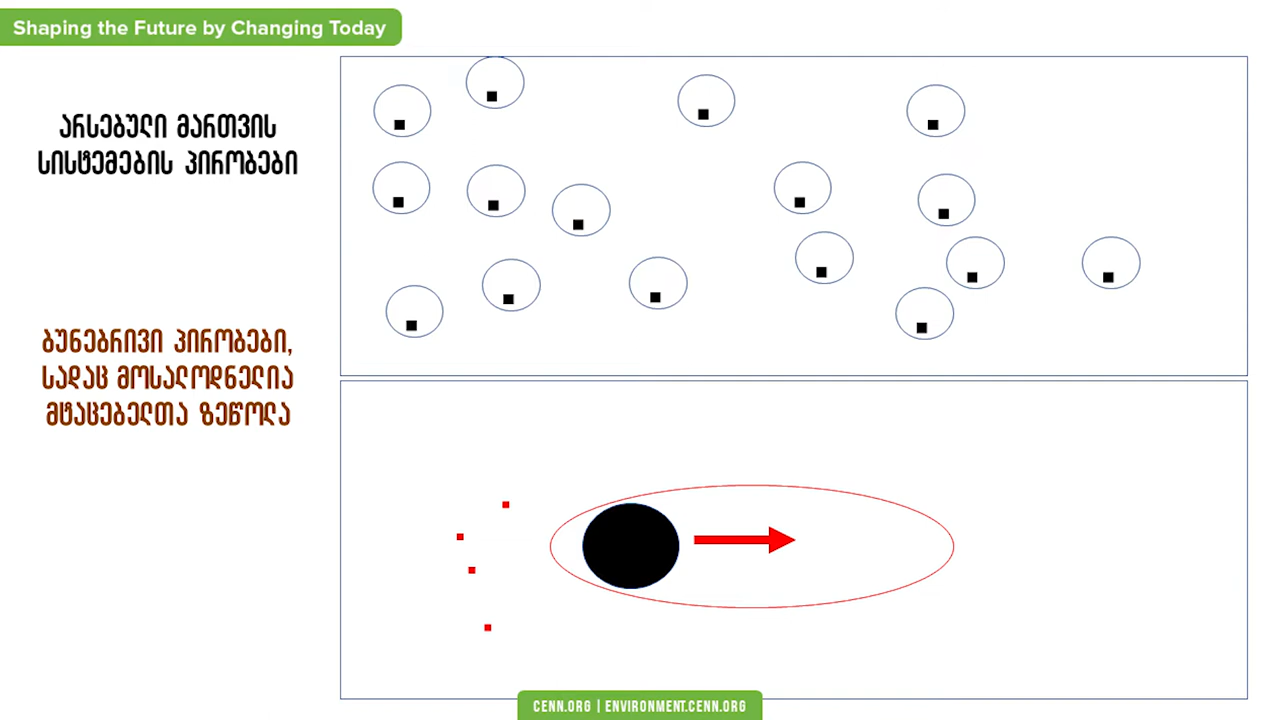 Shaping the Future by Changing Today
არსებული მართვის
სისტემების პირობები
ბუნებრივი პირობები,
სადაც მოსალოდნელია
მტაცებელთა ზეწოლა
CENN.ORG | ENVIRONMENT.CENN.ORG